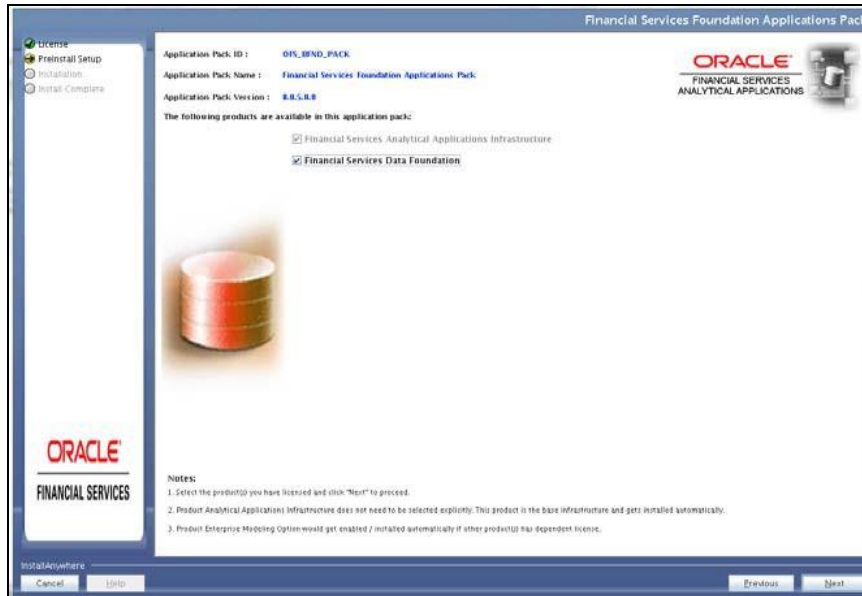 Financial Services Foundation Applications Pack
License
Preinstall Setup
Installation
Install Complete
Application Pack ID : OFS_BFND_PACK
Application Pack Name : Financial Services Foundation Applications Pack
Application Pack Version : 8.0.5.0.0
The following products are available in this application pack:
Financial Services Analytical Applications Infrastructure
Financial Services Data Foundation
ORACLE
FINANCIAL SERVICES
ANALYTICAL APPLICATIONS
ORACLE
FINANCIAL SERVICES
Notes:
1. Select the product(s) you have licensed and click "Next" to proceed.
2. Product Analytical Applications Infrastructure does not need to be selected explicitly. This product is the base infrastructure and gets installed automatically.
3. Product Enterprise Modeling Option would get enabled / installed automatically if other product(s) has dependent license.
InstallAnywhere
Cancel Help Previous Next